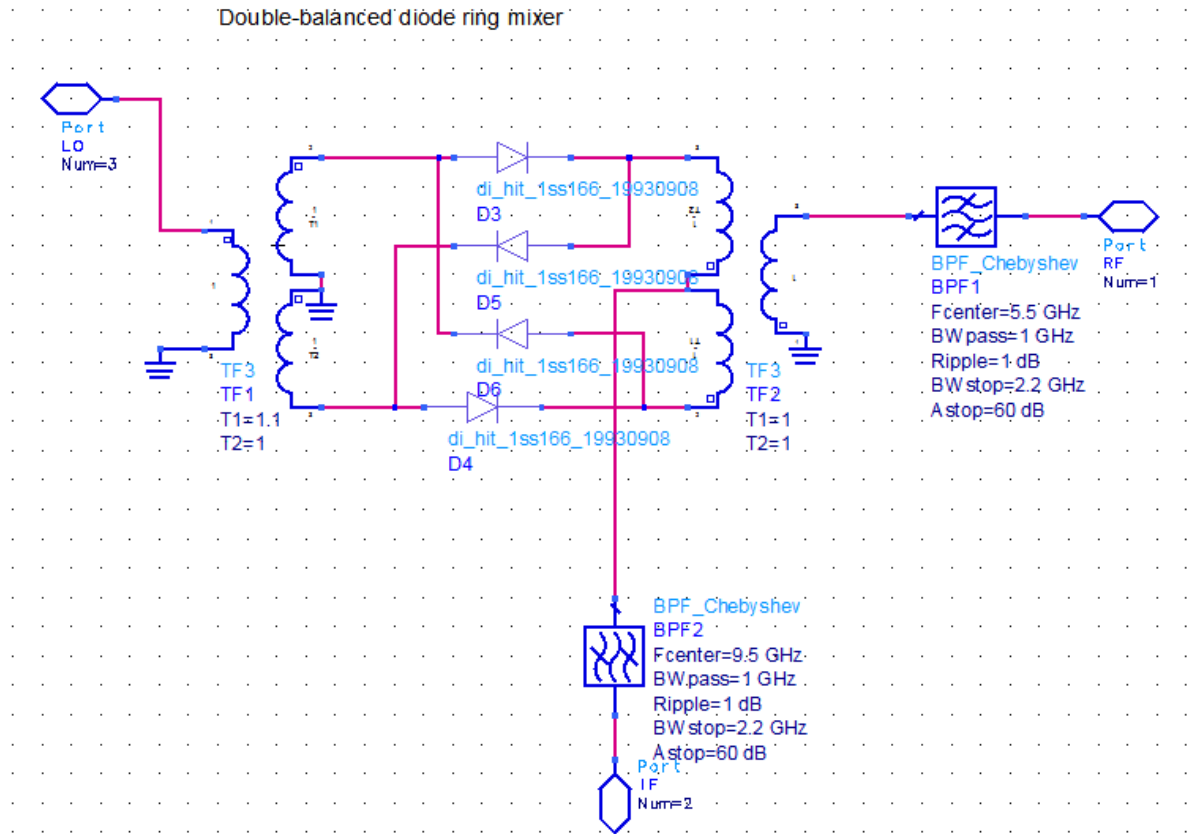 Double-balanced diode ring mixer
Port
LO
Num=3
di_hit_1ss166_19930908
D3
di_hit_1ss166_19930908
D5
di_hit_1ss166_19930908
D6
di_hit_1ss166_19930908
D4
TF3
TF1
T1=1.1
T2=1
TF3
TF2
T1=1
T2=1
BPF_Chebyshev
BPF1
Fcenter=5.5 GHz
BWpass=1 GHz
Ripple=1 dB
BWstop=2.2 GHz
Astop=60 dB
Port
RF
Num=1
BPF_Chebyshev
BPF2
Fcenter=9.5 GHz
BWpass=1 GHz
Ripple=1 dB
BWstop=2.2 GHz
Astop=60 dB
Port
IF
Num=2